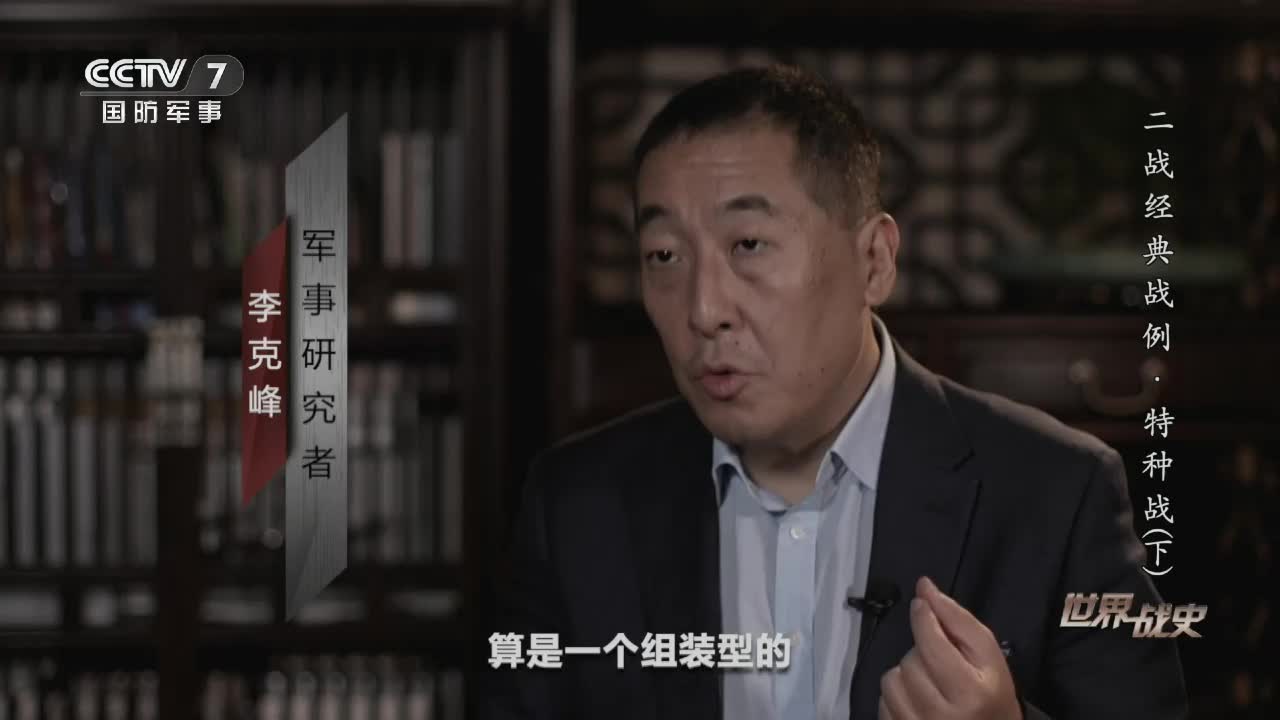 CCTV 7
国防军事
军事研究者
李克峰
二战经典战例·特种战(下)
世界战史
算是一个组装型的